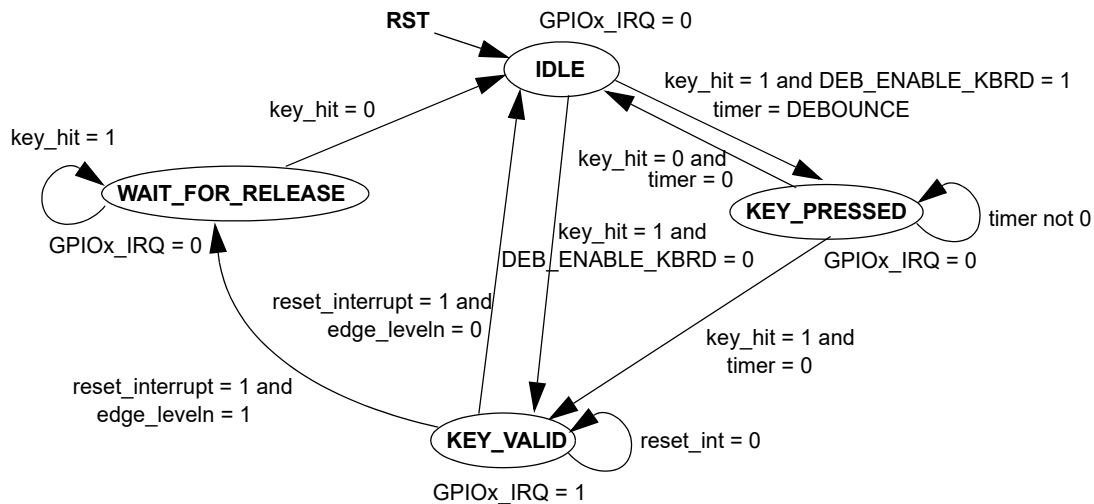 RST
GPIOx_IRQ = 0
IDLE
key_hit = 1 and DEB_ENABLE_KBRD = 1
timer = DEBOUNCE
key_hit = 0
key_hit = 1
WAIT_FOR_RELEASE
GPIOx_IRQ = 0
key_hit = 0 and
timer = 0
KEY_PRESSED
timer not 0
GPIOx_IRQ = 0
key_hit = 1 and
DEB_ENABLE_KBRD = 0
reset_interrupt = 1 and
edge_leveln = 0
key_hit = 1 and
timer = 0
reset_interrupt = 1 and
edge_leveln = 1
KEY_VALID
reset_int = 0
GPIOx_IRQ = 1